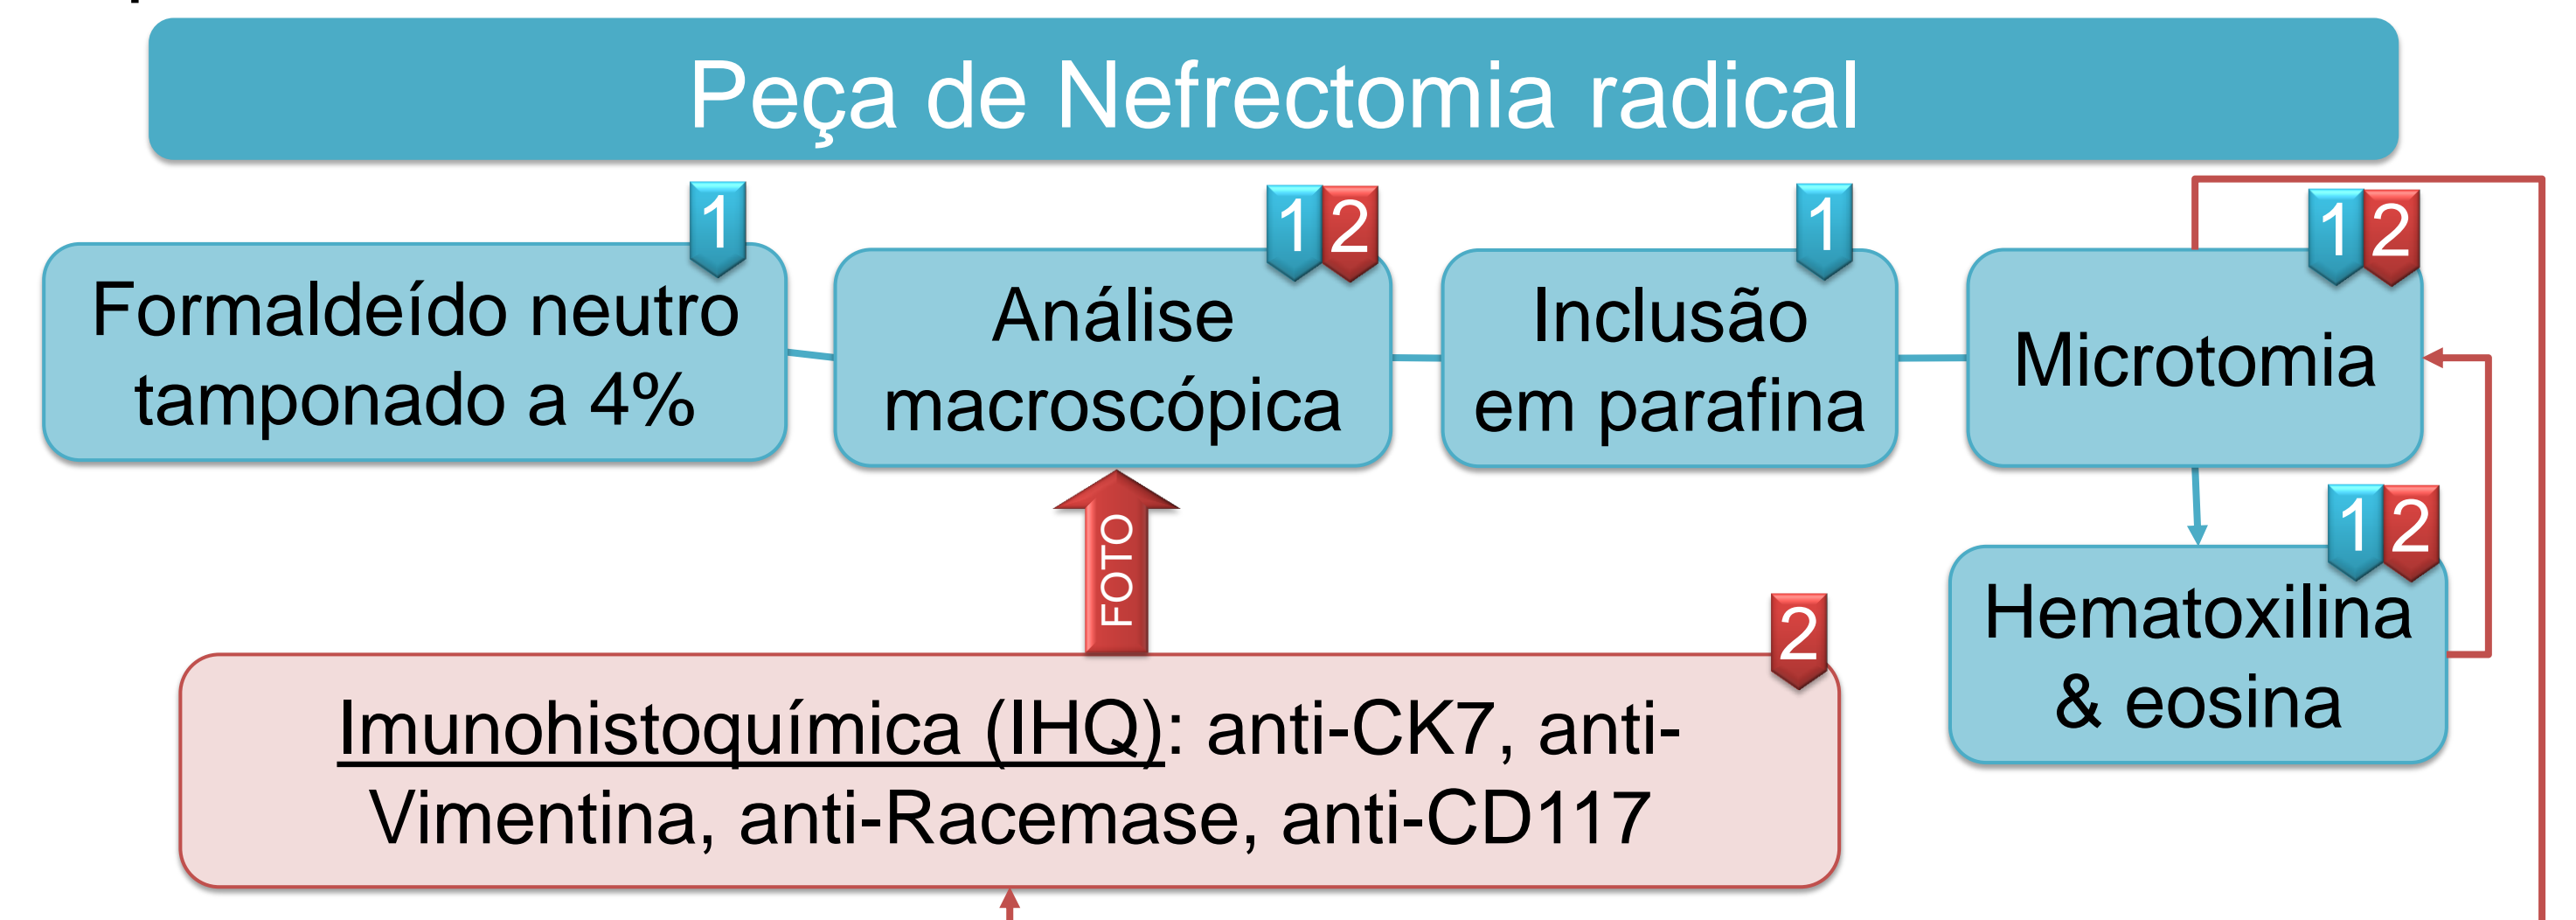 Peça de Nefrectomia radical
1
1 2
1
1 2
Formaldeído neutro
tamponado a 4%
Análise
macroscópica
Inclusão
em parafina
Microtomia
FOTO
1 2
Hematoxilina
& eosina
2
Imunohistoquímica (IHQ): anti-CK7, anti-
Vimentina, anti-Racemase, anti-CD117